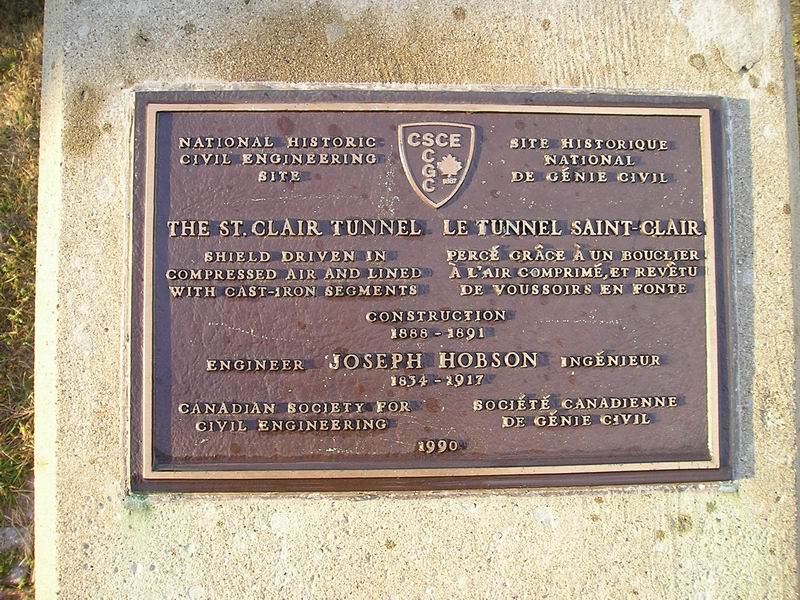 CSCE
SCGC
1887
NATIONAL HISTORIC
CIVIL ENGINEERING
SITE
SITE HISTORIQUE
NATIONAL
DE GÉNIE CIVIL
THE ST. CLAIR TUNNEL
SHIELD DRIVEN IN
COMPRESSED AIR AND LINED
WITH CAST-IRON SEGMENTS
LE TUNNEL SAINT-CLAIR
PERCÉ GRÂCE À UN BOUCLIER
À L'AIR COMPRIMÉ, ET REVÊTU
DE VOUSSOIRS EN FONTE
CONSTRUCTION
1888 - 1891
ENGINEER JOSEPH HOBSON INGÉNIEUR
1834 - 1917
CANADIAN SOCIETY FOR
CIVIL ENGINEERING
SOCIÉTÉ CANADIENNE
DE GÉNIE CIVIL
1990